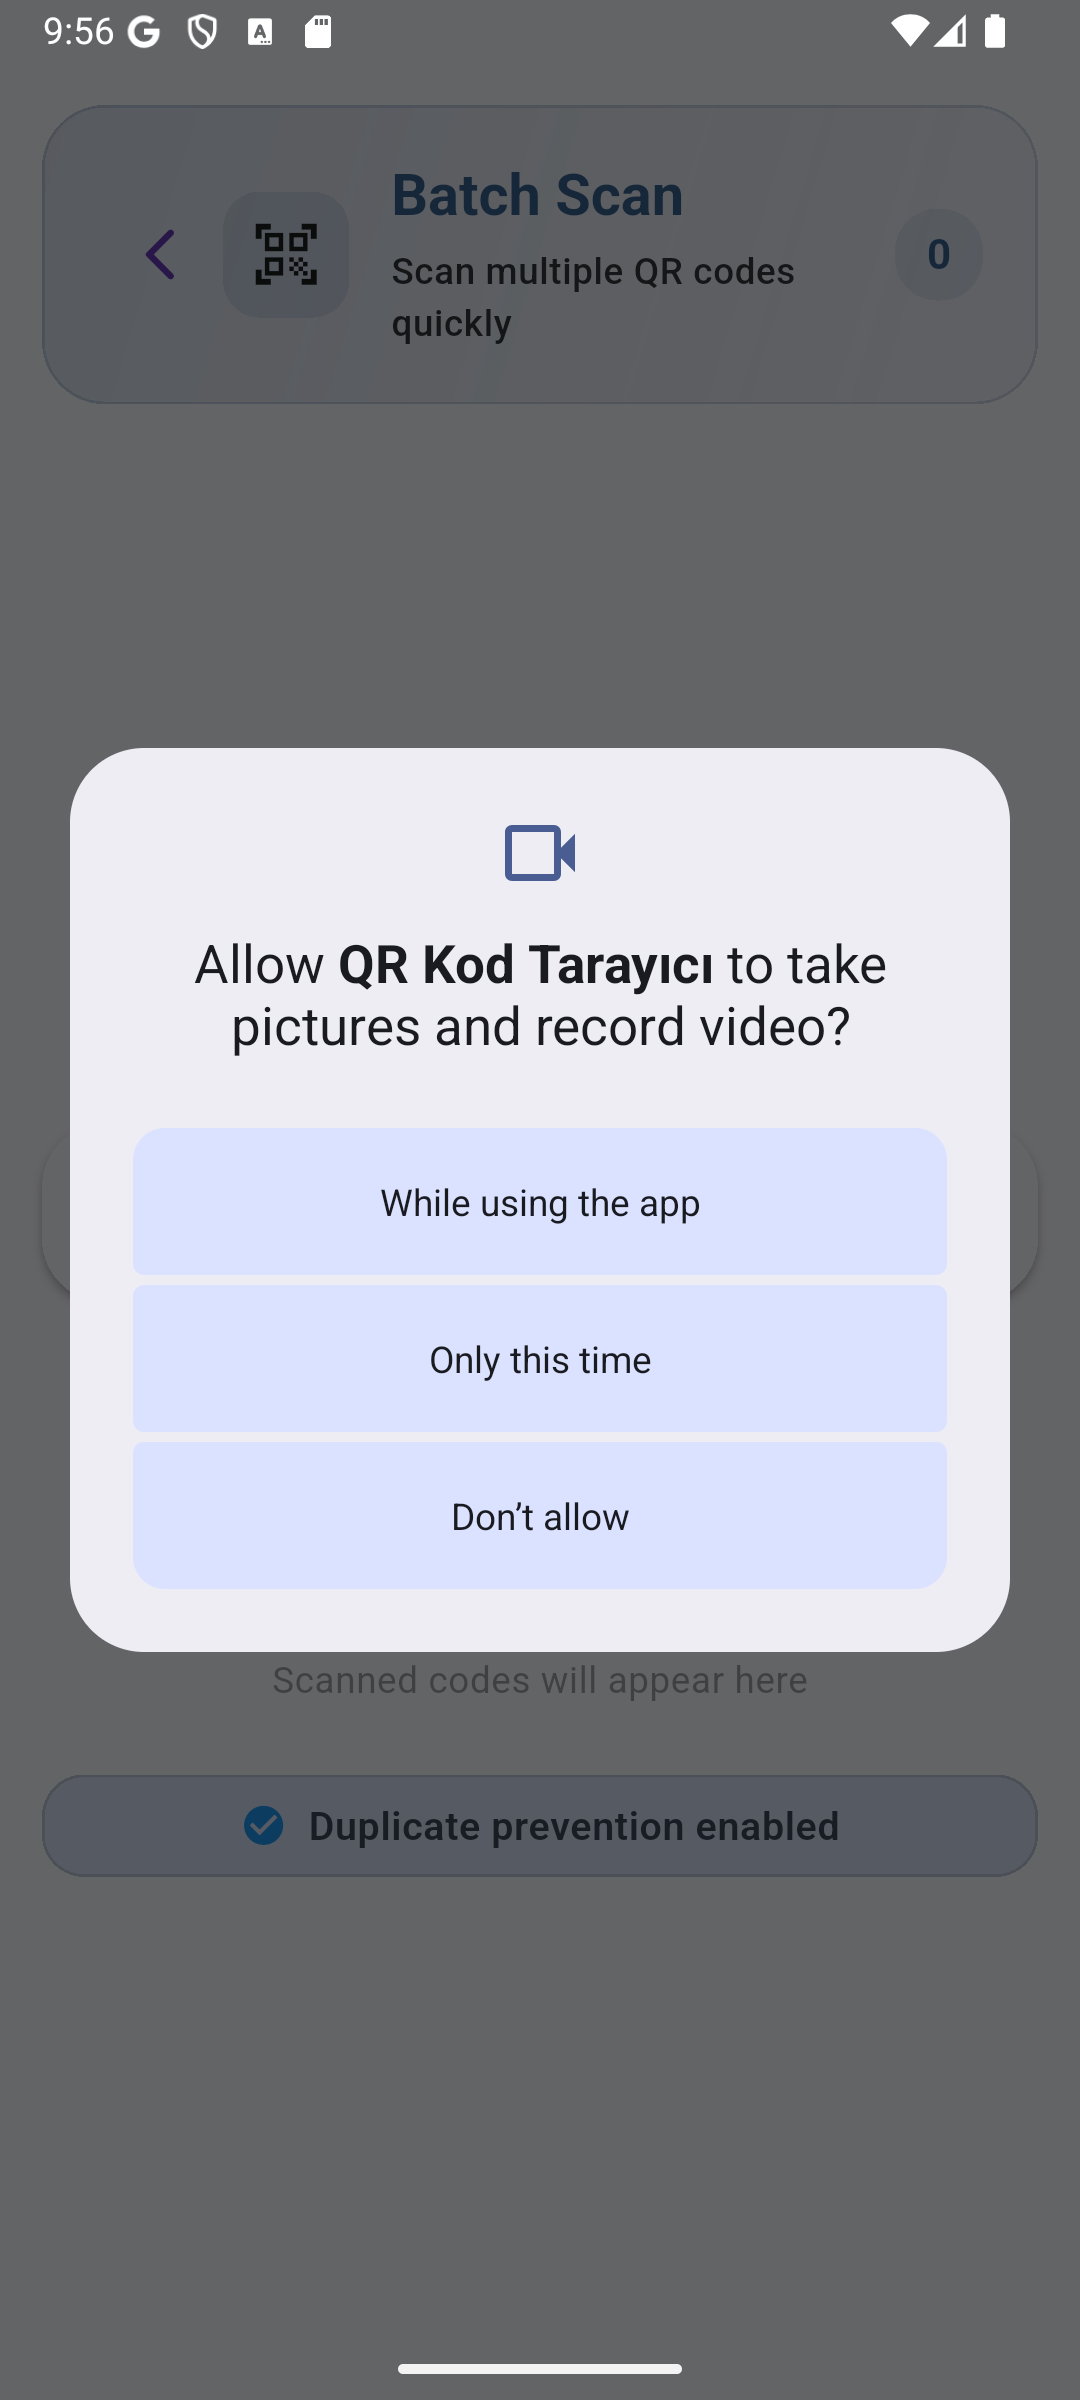 9:56
Batch Scan
Scan multiple QR codes
quickly
0
Allow QR Kod Tarayıcı to take
pictures and record video?
While using the app
Only this time
Don’t allow
Scanned codes will appear here
Duplicate prevention enabled